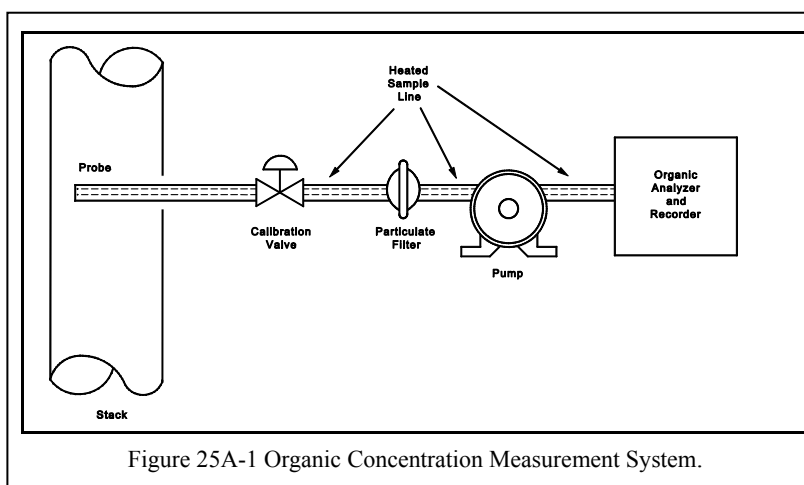 Heated
Sample
Line
Probe
Organic
Analyzer
and
Recorder
Calibration
Valve
Particulate
Filter
Pump
Stack
Figure 25A-1 Organic Concentration Measurement System.